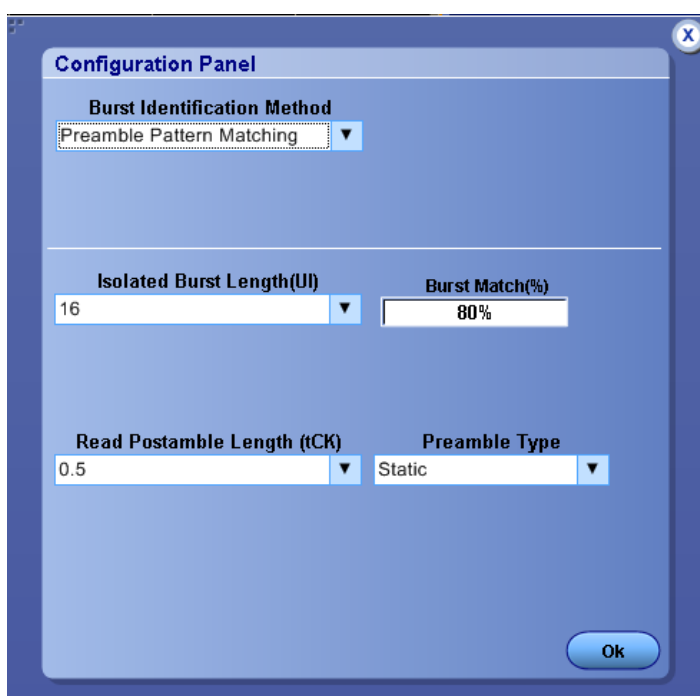 X
Configuration Panel
Burst Identification Method
Preamble Pattern Matching
Isolated Burst Length(UI)
Burst Match(%)
16
80%
Read Postamble Length (tCK)
Preamble Type
0.5
Static
Ok